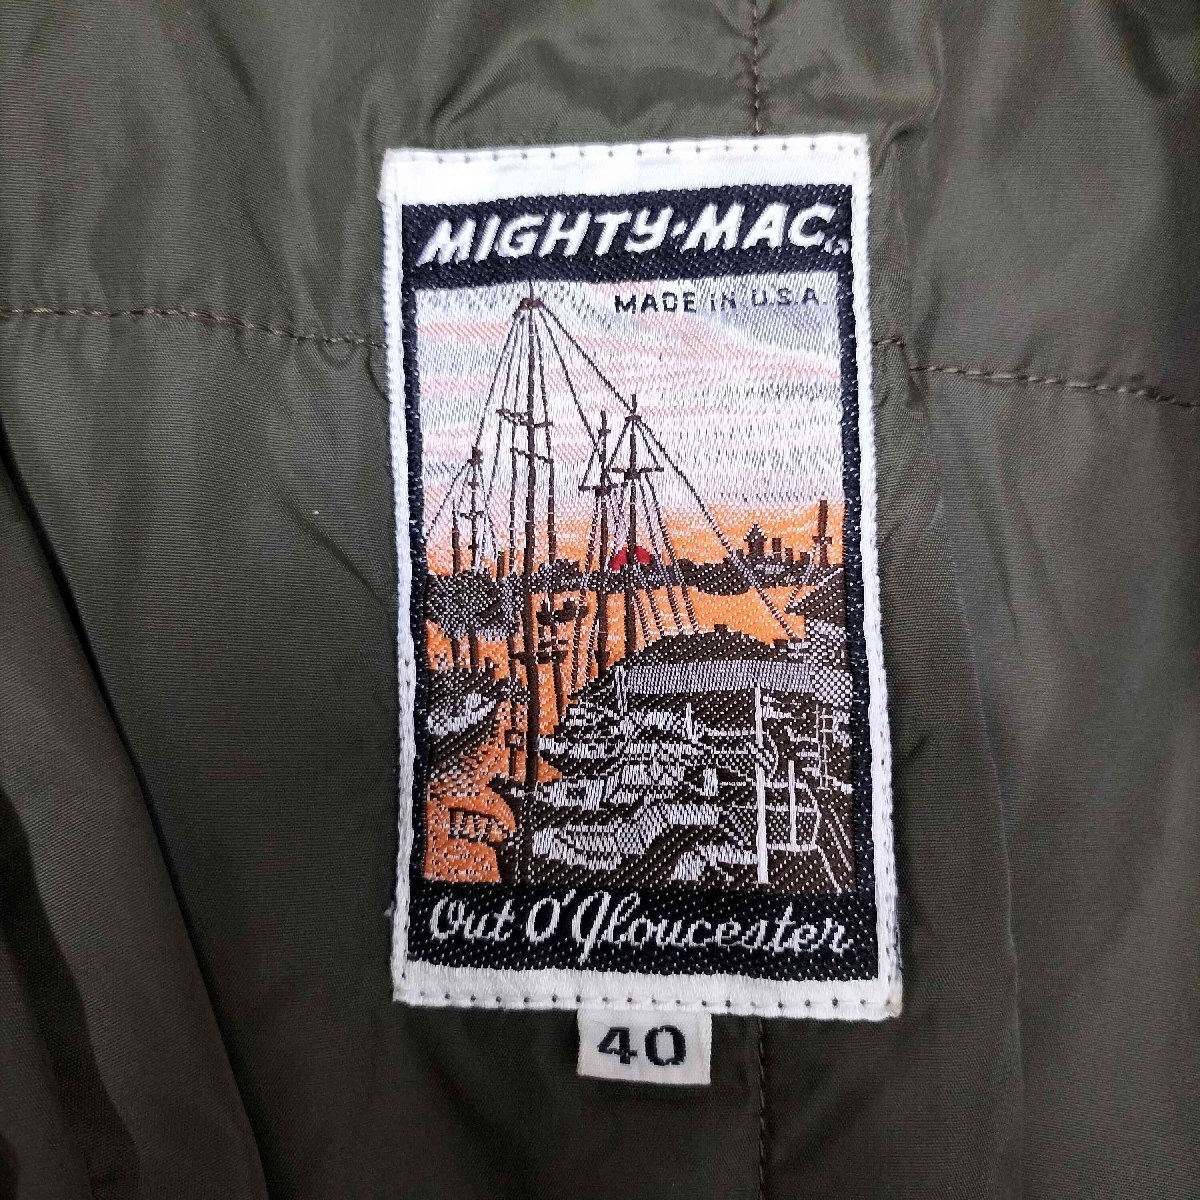 MIGHTY-MAC
MADE IN U.S.A
Out O'Gloucester
40